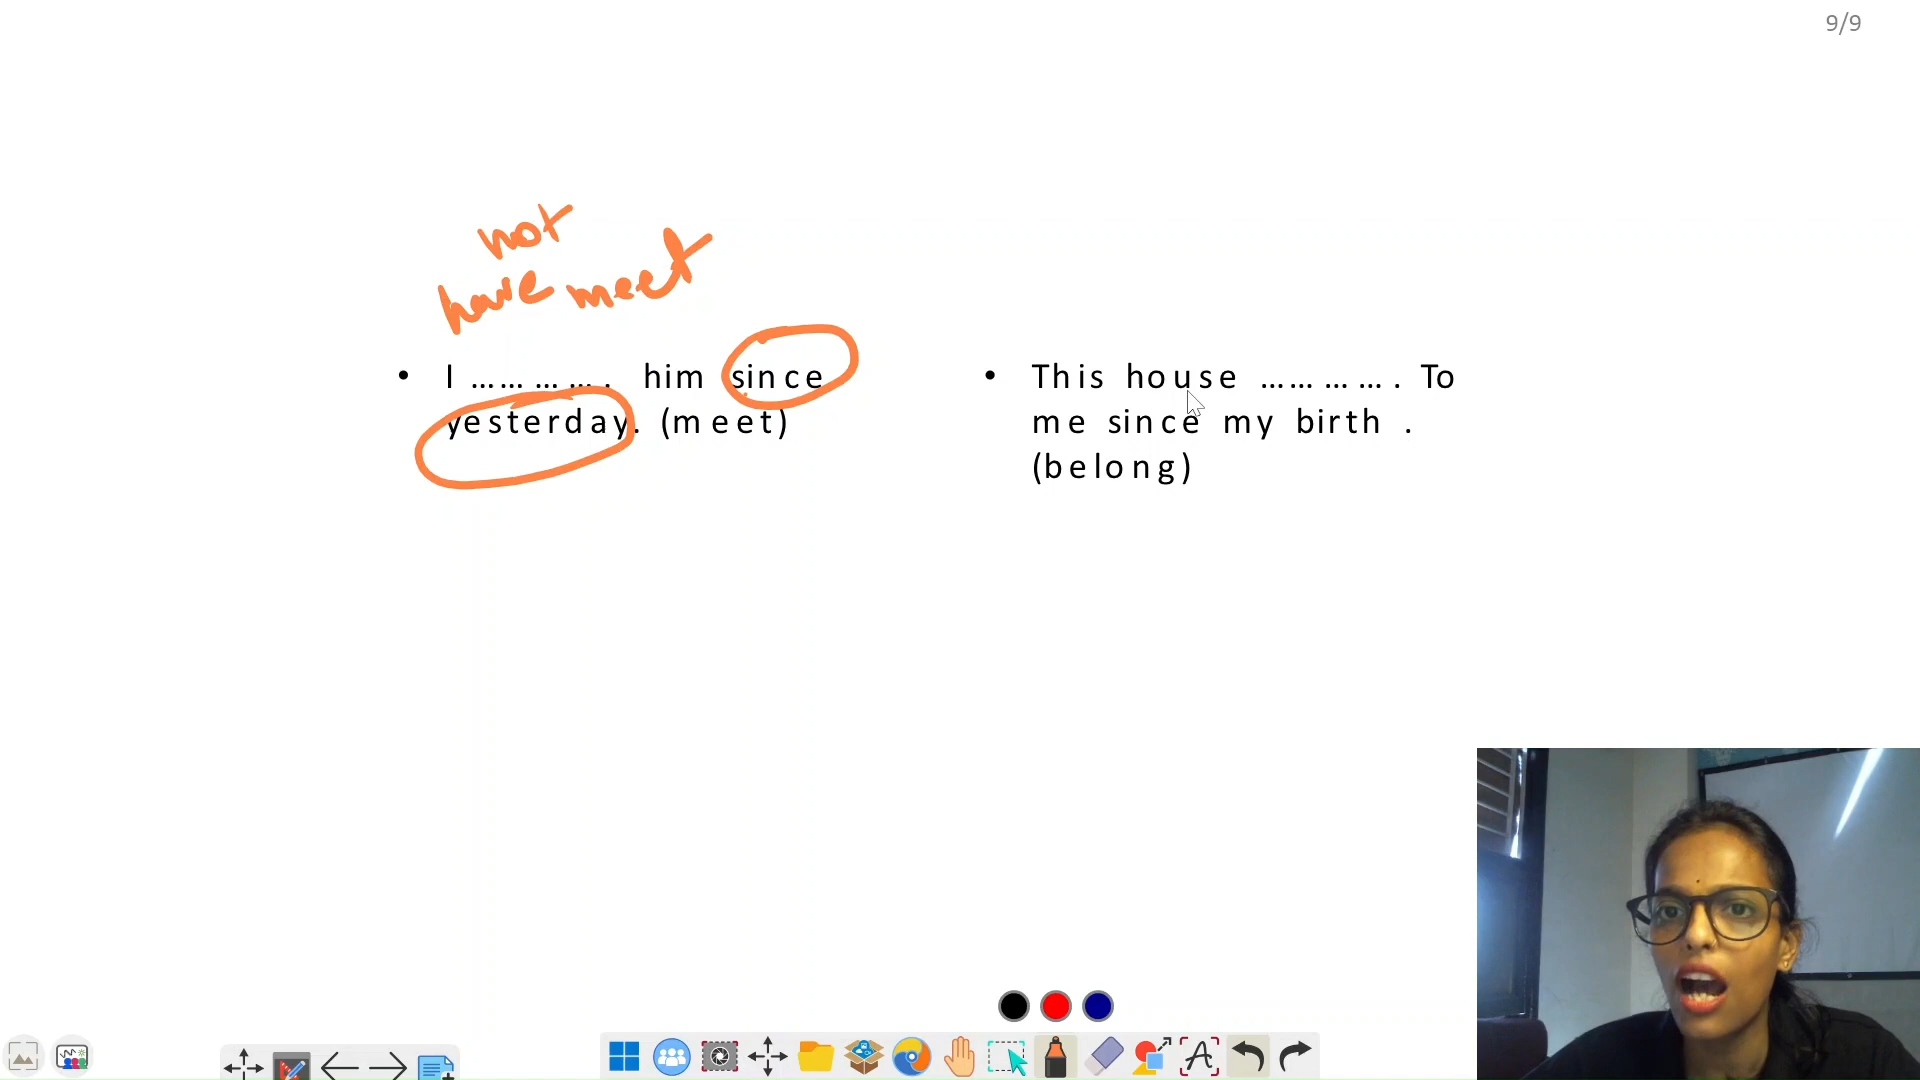 9/9
not
have meet
• I ………… . him since
yesterday. (meet)
• This house ………… . To
me since my birth .
(belong)